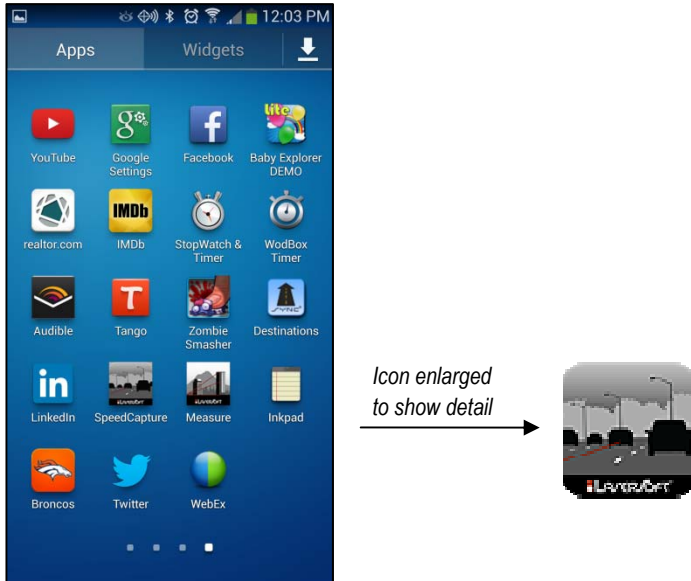 12:03 PM
Apps Widgets
YouTube
Google
Settings
Facebook
Baby Explorer
DEMO
lite
g
f
realtor.com
IMDb
IMDb
StopWatch &
Timer
WodBox
Timer
Audible
T
Tango
Zombie
Smasher
SYNC
Destinations
in
LinkedIn
SpeedCapture
Measure
Inkpad
Broncos
Twitter
WebEx
Icon enlarged
to show detail